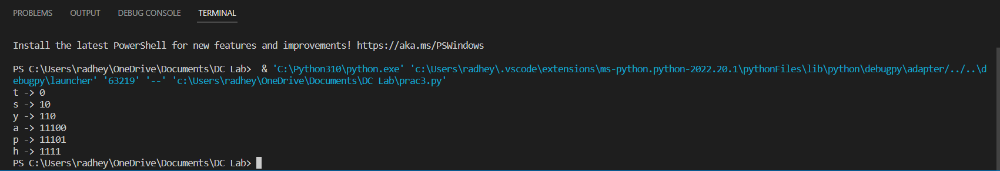 PROBLEMS OUTPUT DEBUG CONSOLE TERMINAL
Install the latest PowerShell for new features and improvements! https://aka.ms/PSWindows
PS C:\Users\radhey\OneDrive\Documents\DC Lab>  & 'C:\Python310\python.exe' 'c:\Users\radhey\.vscode\extensions\ms-python.python-2022.20.1\pythonFiles\lib\python\debugpy\adapter/../..\d
ebugpy\launcher' '63219' '--' 'c:\Users\radhey\OneDrive\Documents\DC Lab\prac3.py'
t -> 0
s -> 10
y -> 110
a -> 11100
p -> 11101
h -> 1111
PS C:\Users\radhey\OneDrive\Documents\DC Lab>